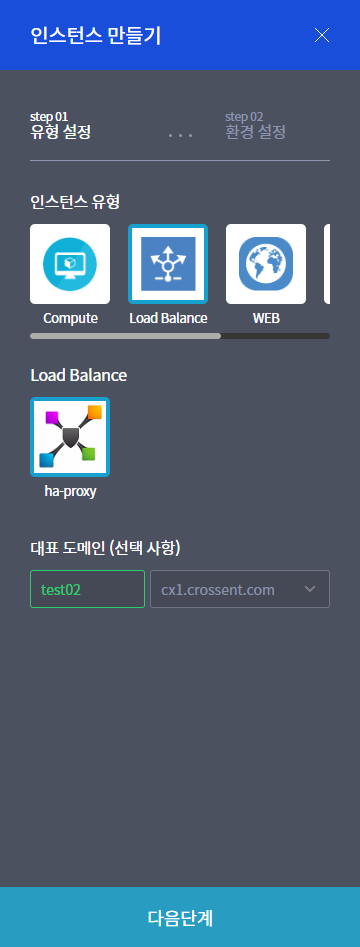 인스턴스 만들기
step 01
유형 설정
...
step 02
환경 설정
인스턴스 유형
Compute
Load Balance
WEB
Load Balance
ha-proxy
대표 도메인 (선택 사항)
test02
cx1.crossent.com
다음단계